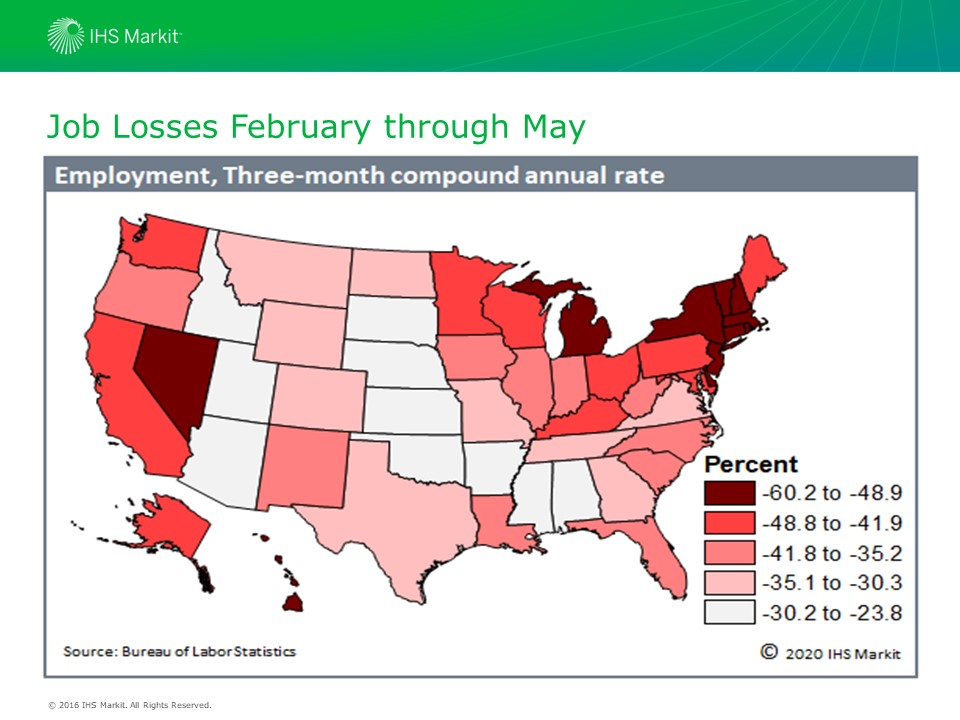 IHS Markit
Job Losses February through May
Employment, Three-month compound annual rate
Percent
-60.2 to -48.9
-48.8 to -41.9
-41.8 to -35.2
-35.1 to -30.3
-30.2 to -23.8
Source: Bureau of Labor Statistics
© 2020 IHS Markit
© 2016 IHS Markit. All Rights Reserved.